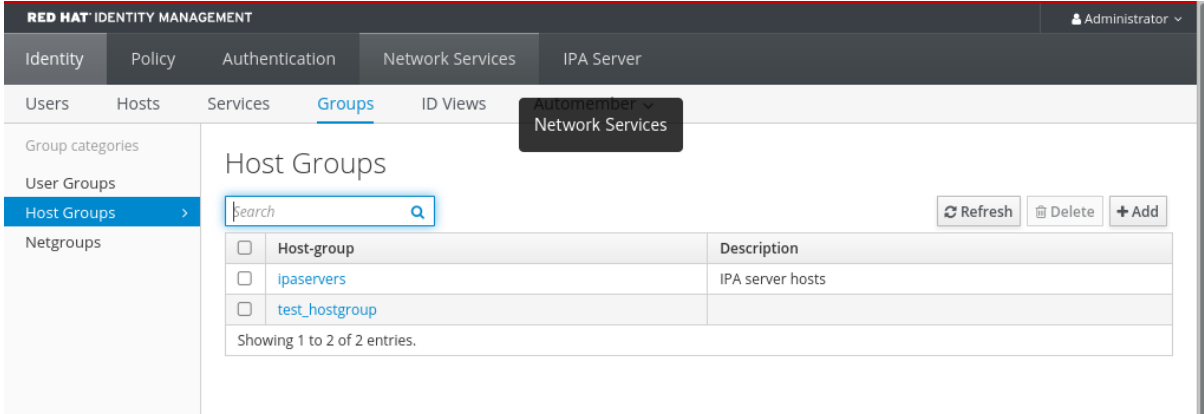 RED HAT IDENTITY MANAGEMENT Administrator
Identity Policy Authentication Network Services IPA Server
Users Hosts Services Groups ID Views Automember
Network Services
Group categories
User Groups
Host Groups
Netgroups
Host Groups
Search Refresh Delete Add
Host-group Description
ipaservers IPA server hosts
test_hostgroup
Showing 1 to 2 of 2 entries.